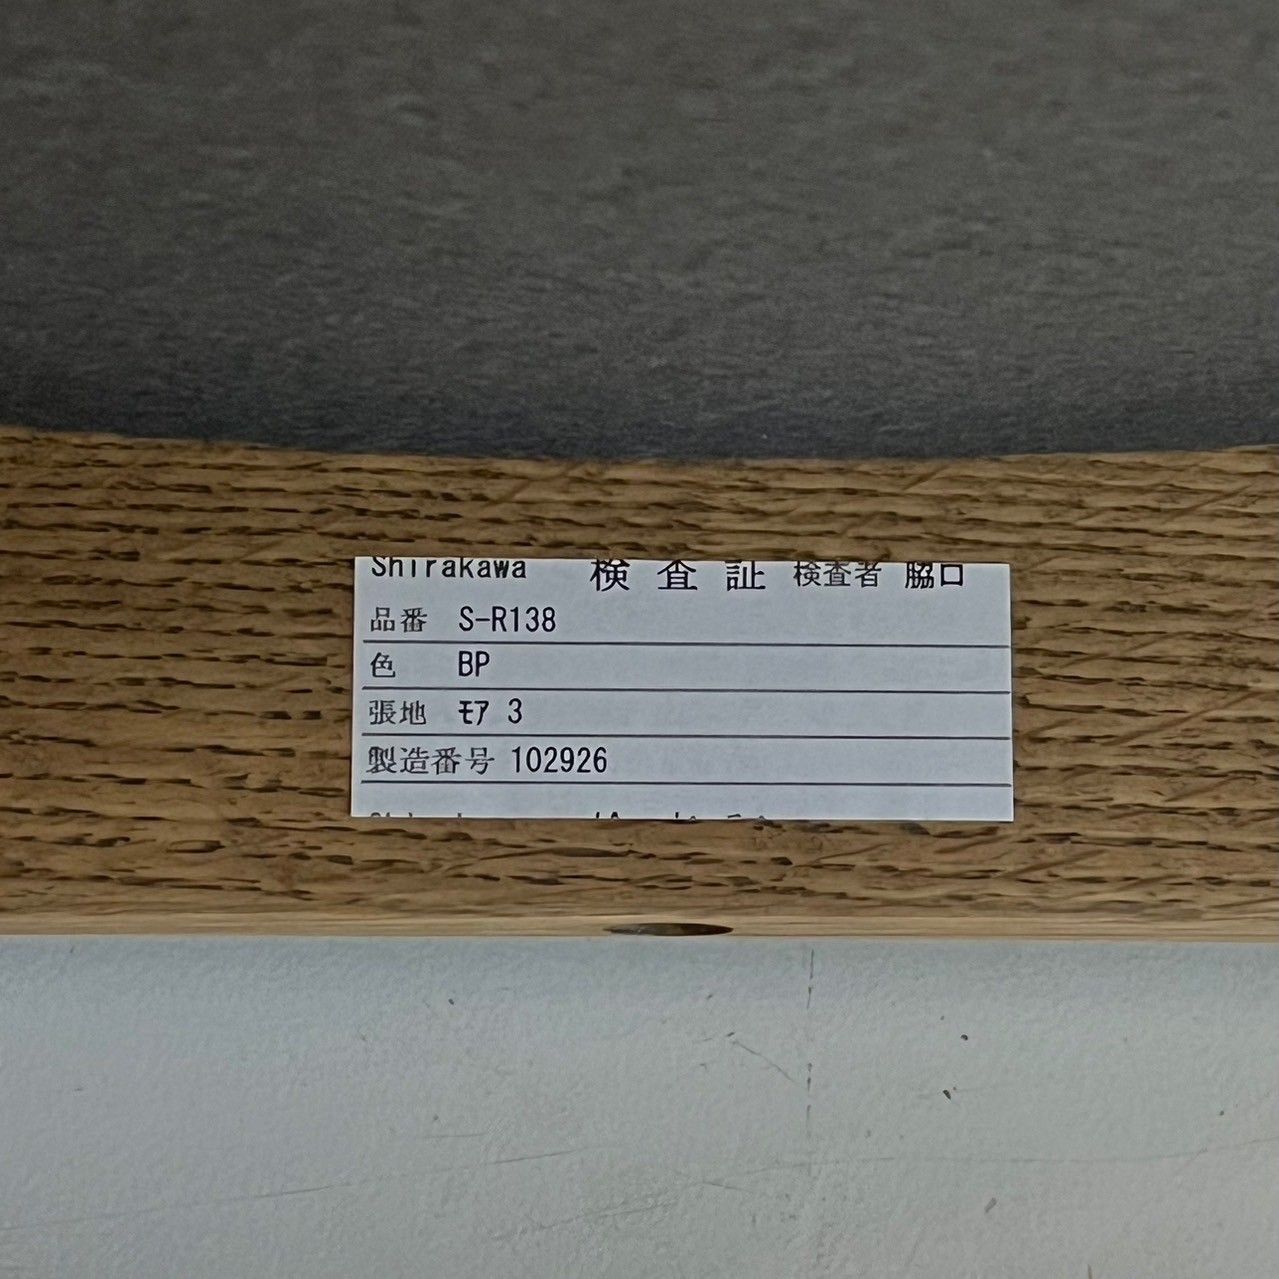 Shirakawa 検査証 検査者 脇口
品番 S-R138
色 BP
張地 ﾓｱ 3
製造番号 102926